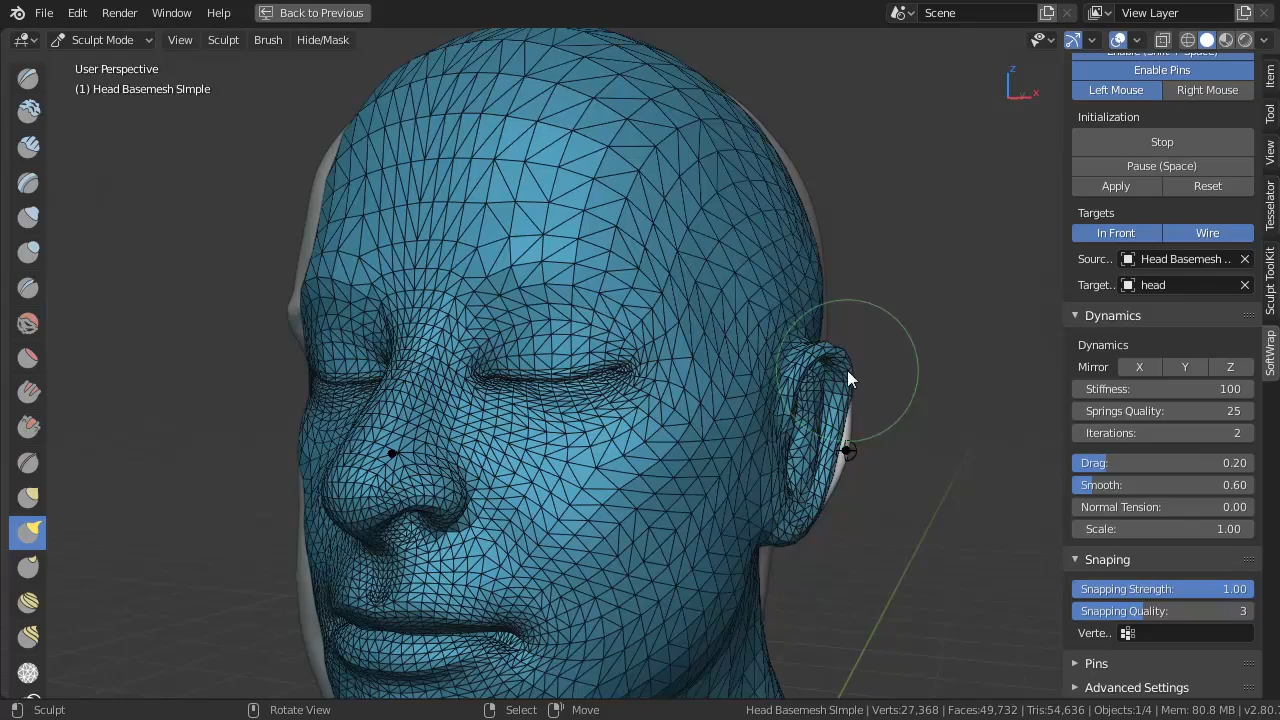 File Edit Render Window Help Back to Previous Scene View Layer
Sculpt Mode View Sculpt Brush Hide/Mask
User Perspective
(1) Head Basemesh SImple
Z
X
Y
Enable (Shift + Space)
Enable Pins
Left Mouse Right Mouse
Initialization
Stop
Pause (Space)
Apply Reset
Targets
In Front Wire
Sourc.. Head Basemesh ..
Target.. head
Dynamics
Dynamics
Mirror X Y Z
Stiffness: 100
Springs Quality: 25
Iterations: 2
Drag: 0.20
Smooth: 0.60
Normal Tension: 0.00
Scale: 1.00
Snaping
Snapping Strength: 1.00
Snapping Quality: 3
Verte..
Pins
Advanced Settings
Item
Tool
View
Tesselator
Sculpt ToolKit
SoftWrap
Sculpt Rotate View Select Move Head Basemesh SImple | Verts:27,368 | Faces:49,732 | Tris:54,636 | Objects:1/4 | Mem: 80.8 MB | v2.80.